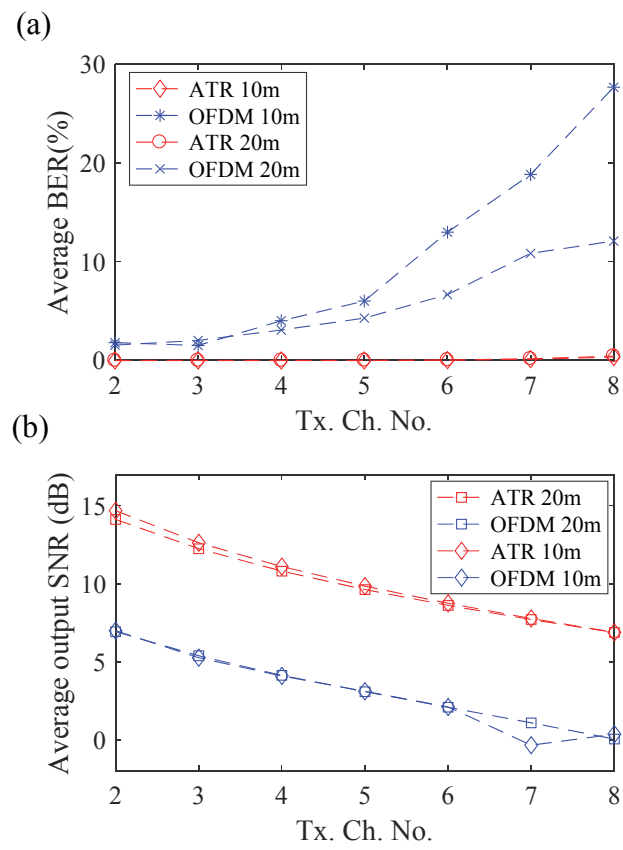 (a)
30
20
10
0
Average BER(%)
ATR 10m
OFDM 10m
ATR 20m
OFDM 20m
2 3 4 5 6 7 8
Tx. Ch. No.
(b)
15
10
5
0
Average output SNR (dB)
ATR 20m
OFDM 20m
ATR 10m
OFDM 10m
2 3 4 5 6 7 8
Tx. Ch. No.